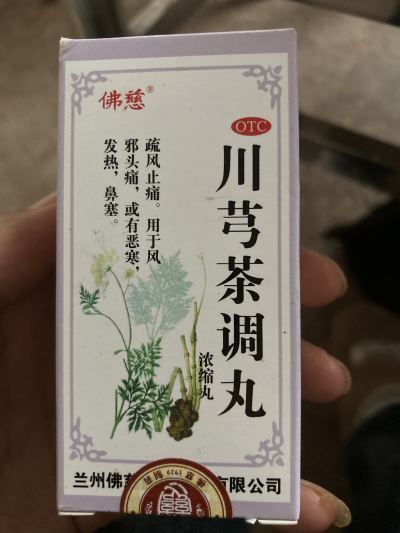 佛慈®
OTC
川芎茶调丸
浓缩丸
疏风止痛。用于风
邪头痛，或有恶寒，
发热，鼻塞。
兰州佛
有限公司
1929